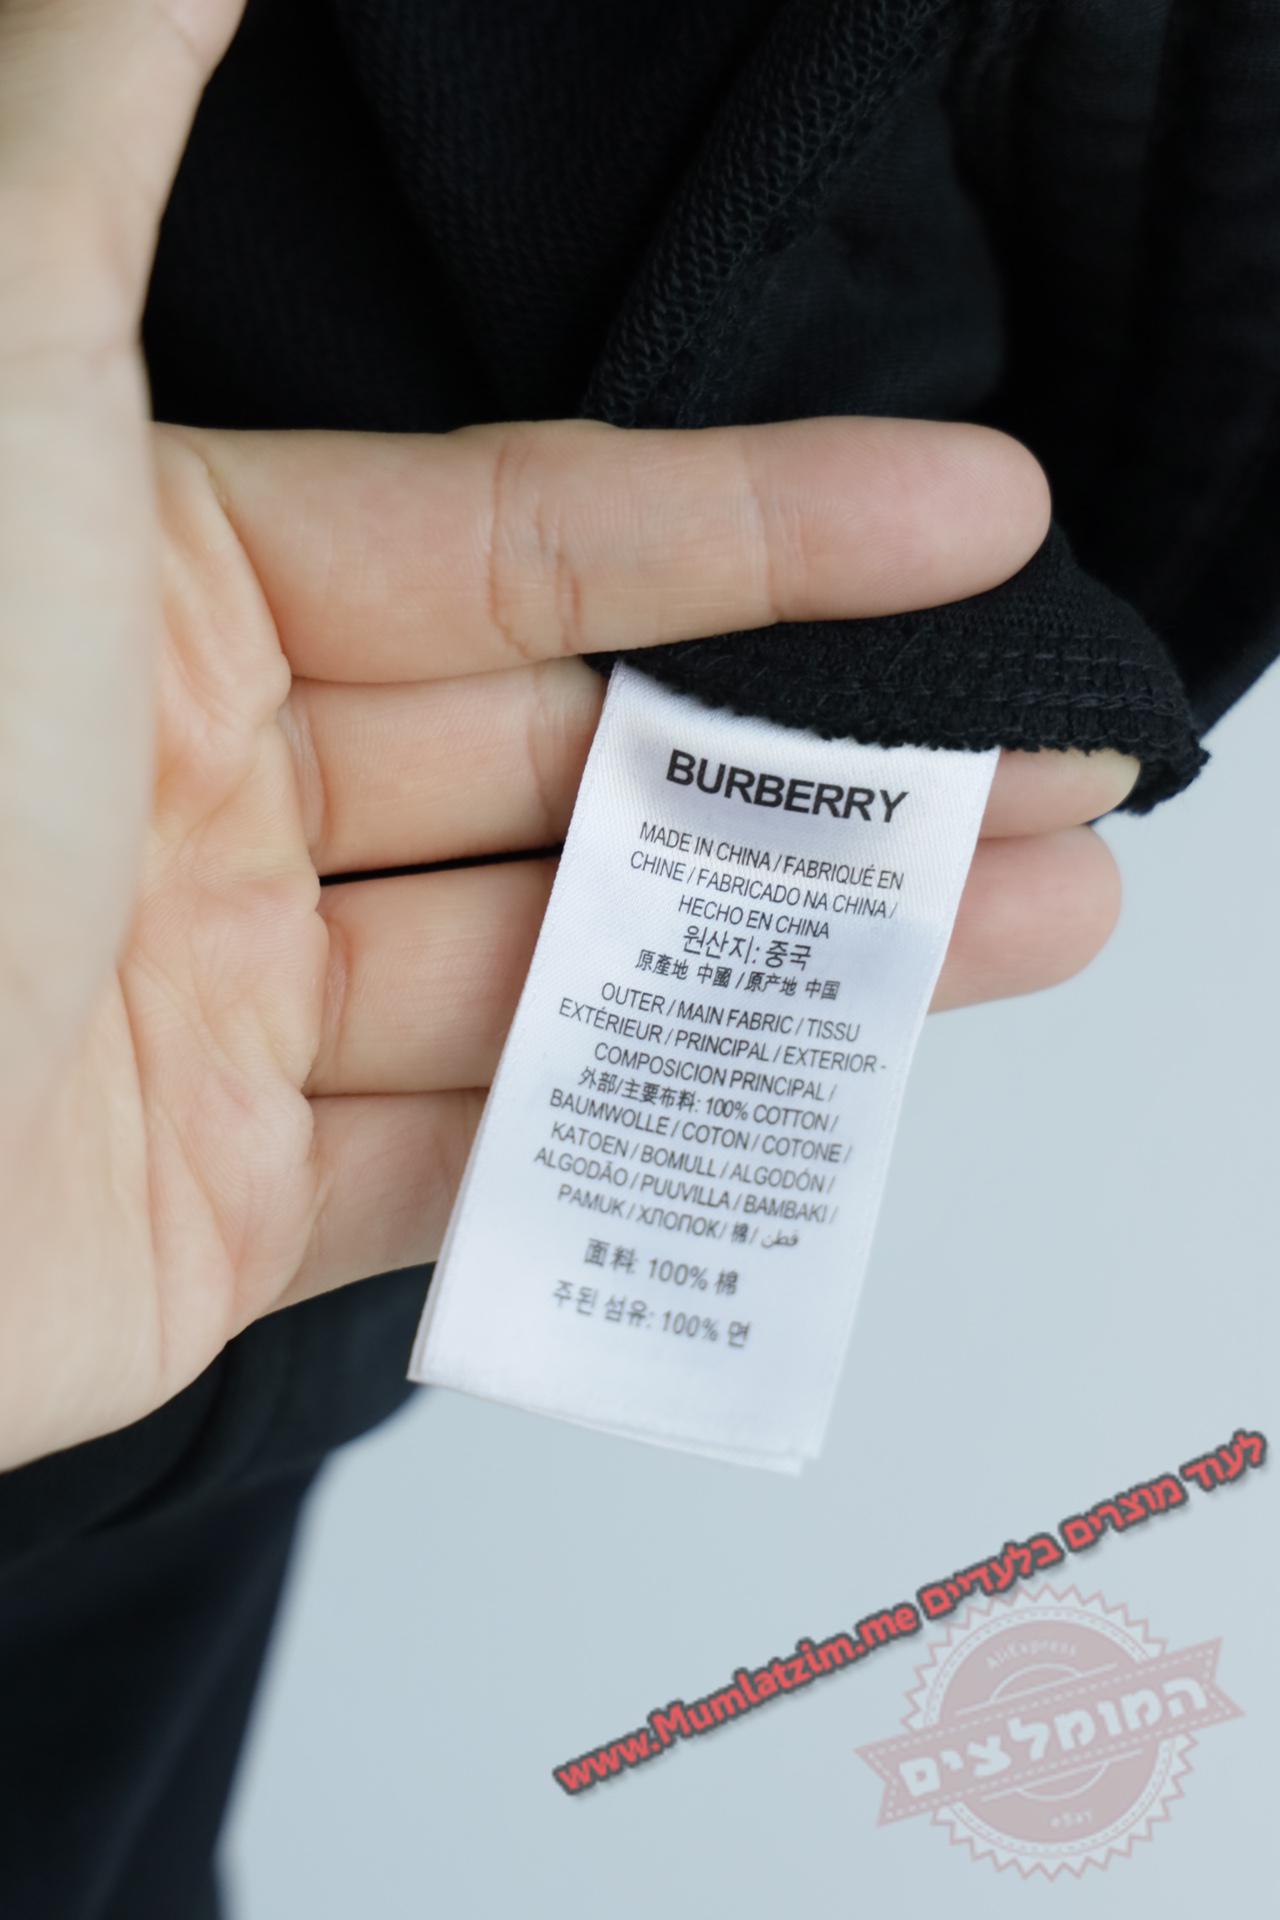 BURBERRY
MADE IN CHINA / FABRIQUÉ EN
CHINE / FABRICADO NA CHINA /
HECHO EN CHINA
원산지: 중국
原產地 中國 / 原产地 中国
OUTER / MAIN FABRIC / TISSU
EXTÉRIEUR / PRINCIPAL / EXTERIOR -
COMPOSICION PRINCIPAL /
外部/主要布料: 100% COTTON /
BAUMWOLLE / COTON / COTONE /
KATOEN / BOMULL / ALGODÓN /
ALGODÃO / PUUVILLA / BAMBAKI /
PAMUK / ХЛОПОК / 棉 / قطن
面料: 100% 棉
주된 섬유: 100% 면
לעוד מוצרים בלעדיים www.Mumlatzim.me
AliExpress
המומלצים
eBay